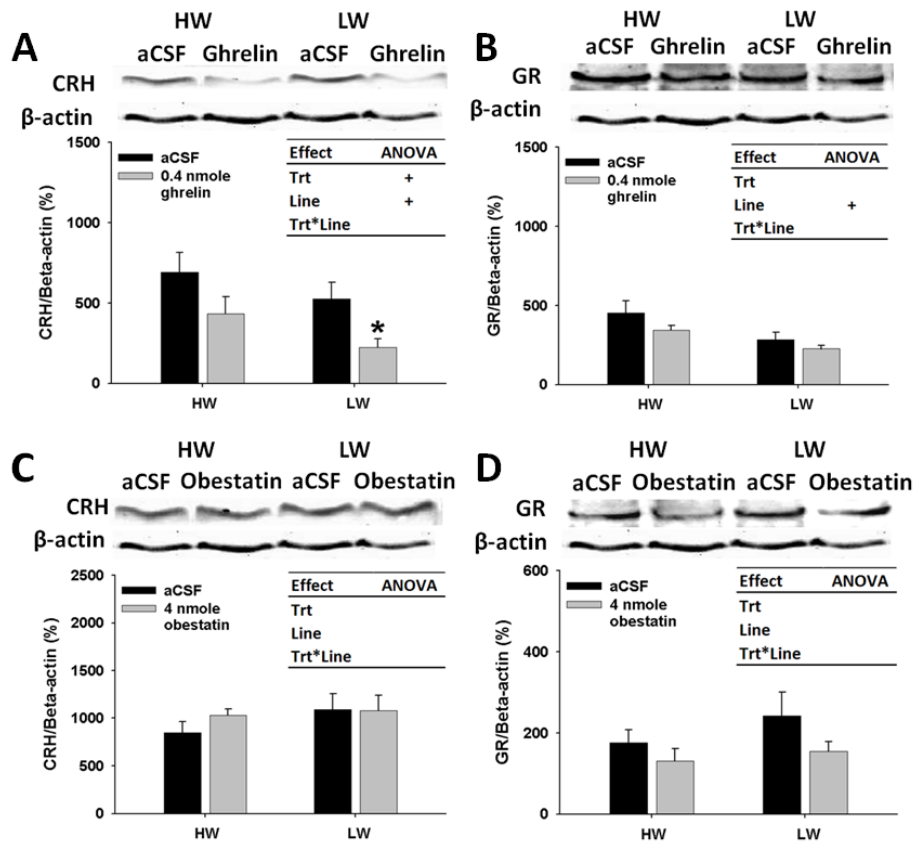 A
HW LW
aCSF Ghrelin aCSF Ghrelin
CRH
β-actin
1500
1000
500
0
CRH/Beta-actin (%)
aCSF
0.4 nmole
ghrelin
Effect ANOVA
Trt +
Line +
Trt*Line
*
HW LW
B
HW LW
aCSF Ghrelin aCSF Ghrelin
GR
β-actin
1500
1000
500
0
GR/Beta-actin (%)
aCSF
0.4 nmole
ghrelin
Effect ANOVA
Trt
Line +
Trt*Line
HW LW
C
HW LW
aCSF Obestatin aCSF Obestatin
CRH
β-actin
2500
2000
1500
1000
500
0
CRH/Beta-actin (%)
aCSF
4 nmole
obestatin
Effect ANOVA
Trt
Line
Trt*Line
HW LW
D
HW LW
aCSF Obestatin aCSF Obestatin
GR
β-actin
600
400
200
0
GR/Beta-actin (%)
aCSF
4 nmole
obestatin
Effect ANOVA
Trt
Line
Trt*Line
HW LW